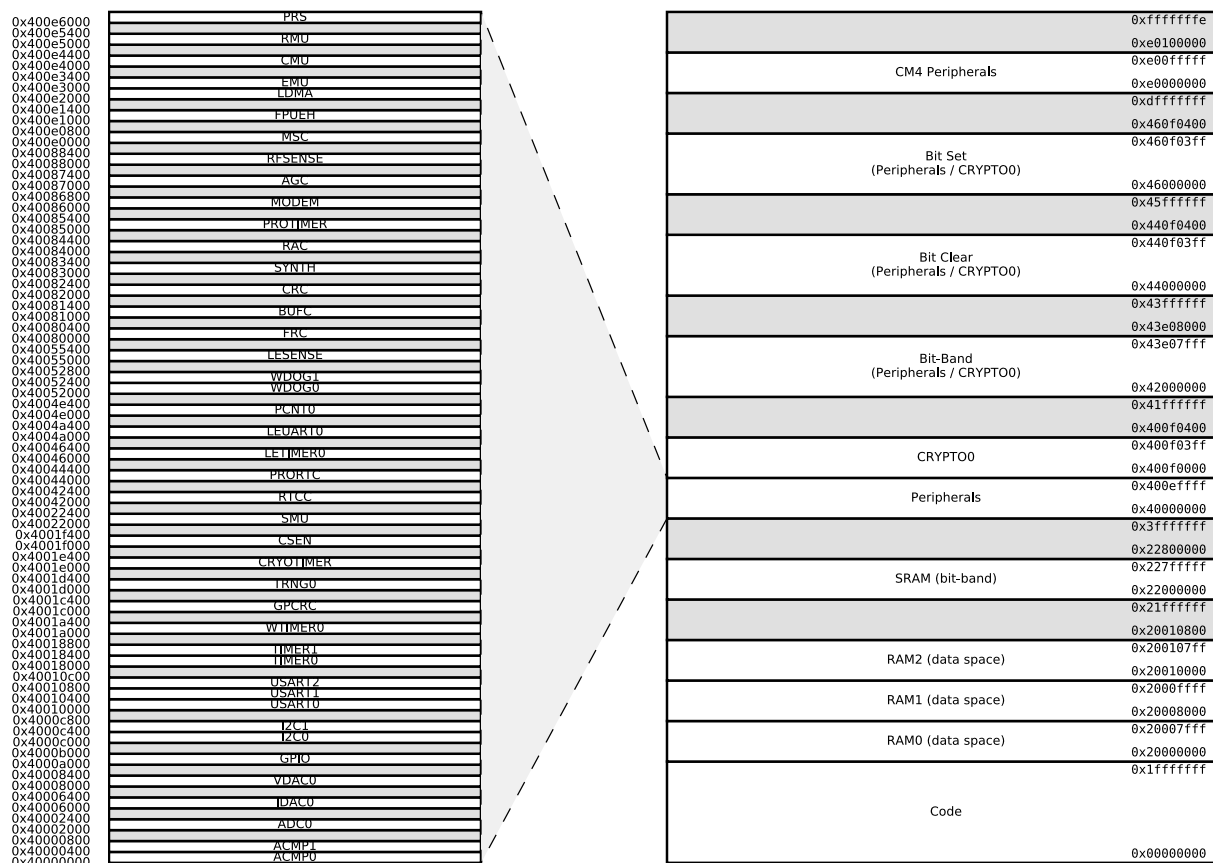 0x400e6000
0x400e5400
0x400e5000
0x400e4400
0x400e4000
0x400e3400
0x400e3000
0x400e2000
0x400e1400
0x400e1000
0x400e0800
0x400e0000
0x40088400
0x40088000
0x40087400
0x40087000
0x40086800
0x40086000
0x40085400
0x40085000
0x40084400
0x40084000
0x40083400
0x40083000
0x40082400
0x40082000
0x40081400
0x40081000
0x40080400
0x40080000
0x40055400
0x40055000
0x40052800
0x40052400
0x40052000
0x4004e400
0x4004e000
0x4004a400
0x4004a000
0x40046400
0x40046000
0x40044400
0x40044000
0x40042400
0x40042000
0x40022400
0x40022000
0x4001f400
0x4001f000
0x4001e400
0x4001e000
0x4001d400
0x4001d000
0x4001c400
0x4001c000
0x4001a400
0x4001a000
0x40018800
0x40018400
0x40018000
0x40010c00
0x40010800
0x40010400
0x40010000
0x4000c800
0x4000c400
0x4000c000
0x4000b000
0x4000a000
0x40008400
0x40008000
0x40006400
0x40006000
0x40002400
0x40002000
0x40000800
0x40000400
0x40000000
PRS
RMU
CMU
EMU
LDMA
FPUEH
MSC
RFSENSE
AGC
MODEM
PROTIMER
RAC
SYNTH
CRC
BUFC
FRC
LESENSE
WDOG1
WDOG0
PCNT0
LEUART0
LETIMER0
PRORTC
RTCC
SMU
CSEN
CRYOTIMER
TRNG0
GPCRC
WTIMER0
TIMER1
TIMER0
USART2
USART1
USART0
I2C1
I2C0
GPIO
VDAC0
IDAC0
ADC0
ACMP1
ACMP0
0xfffffffe
0xe0100000
0xe00fffff
CM4 Peripherals
0xe0000000
0xdfffffff
0x460f0400
0x460f03ff
Bit Set
(Peripherals / CRYPTO0)
0x46000000
0x45ffffff
0x440f0400
0x440f03ff
Bit Clear
(Peripherals / CRYPTO0)
0x44000000
0x43ffffff
0x43e08000
0x43e07fff
Bit-Band
(Peripherals / CRYPTO0)
0x42000000
0x41ffffff
0x400f0400
0x400f03ff
CRYPTO0
0x400f0000
0x400effff
Peripherals
0x40000000
0x3fffffff
0x22800000
0x227fffff
SRAM (bit-band)
0x22000000
0x21ffffff
0x20010800
0x200107ff
RAM2 (data space)
0x20010000
0x2000ffff
RAM1 (data space)
0x20008000
0x20007fff
RAM0 (data space)
0x20000000
0x1fffffff
Code
0x00000000